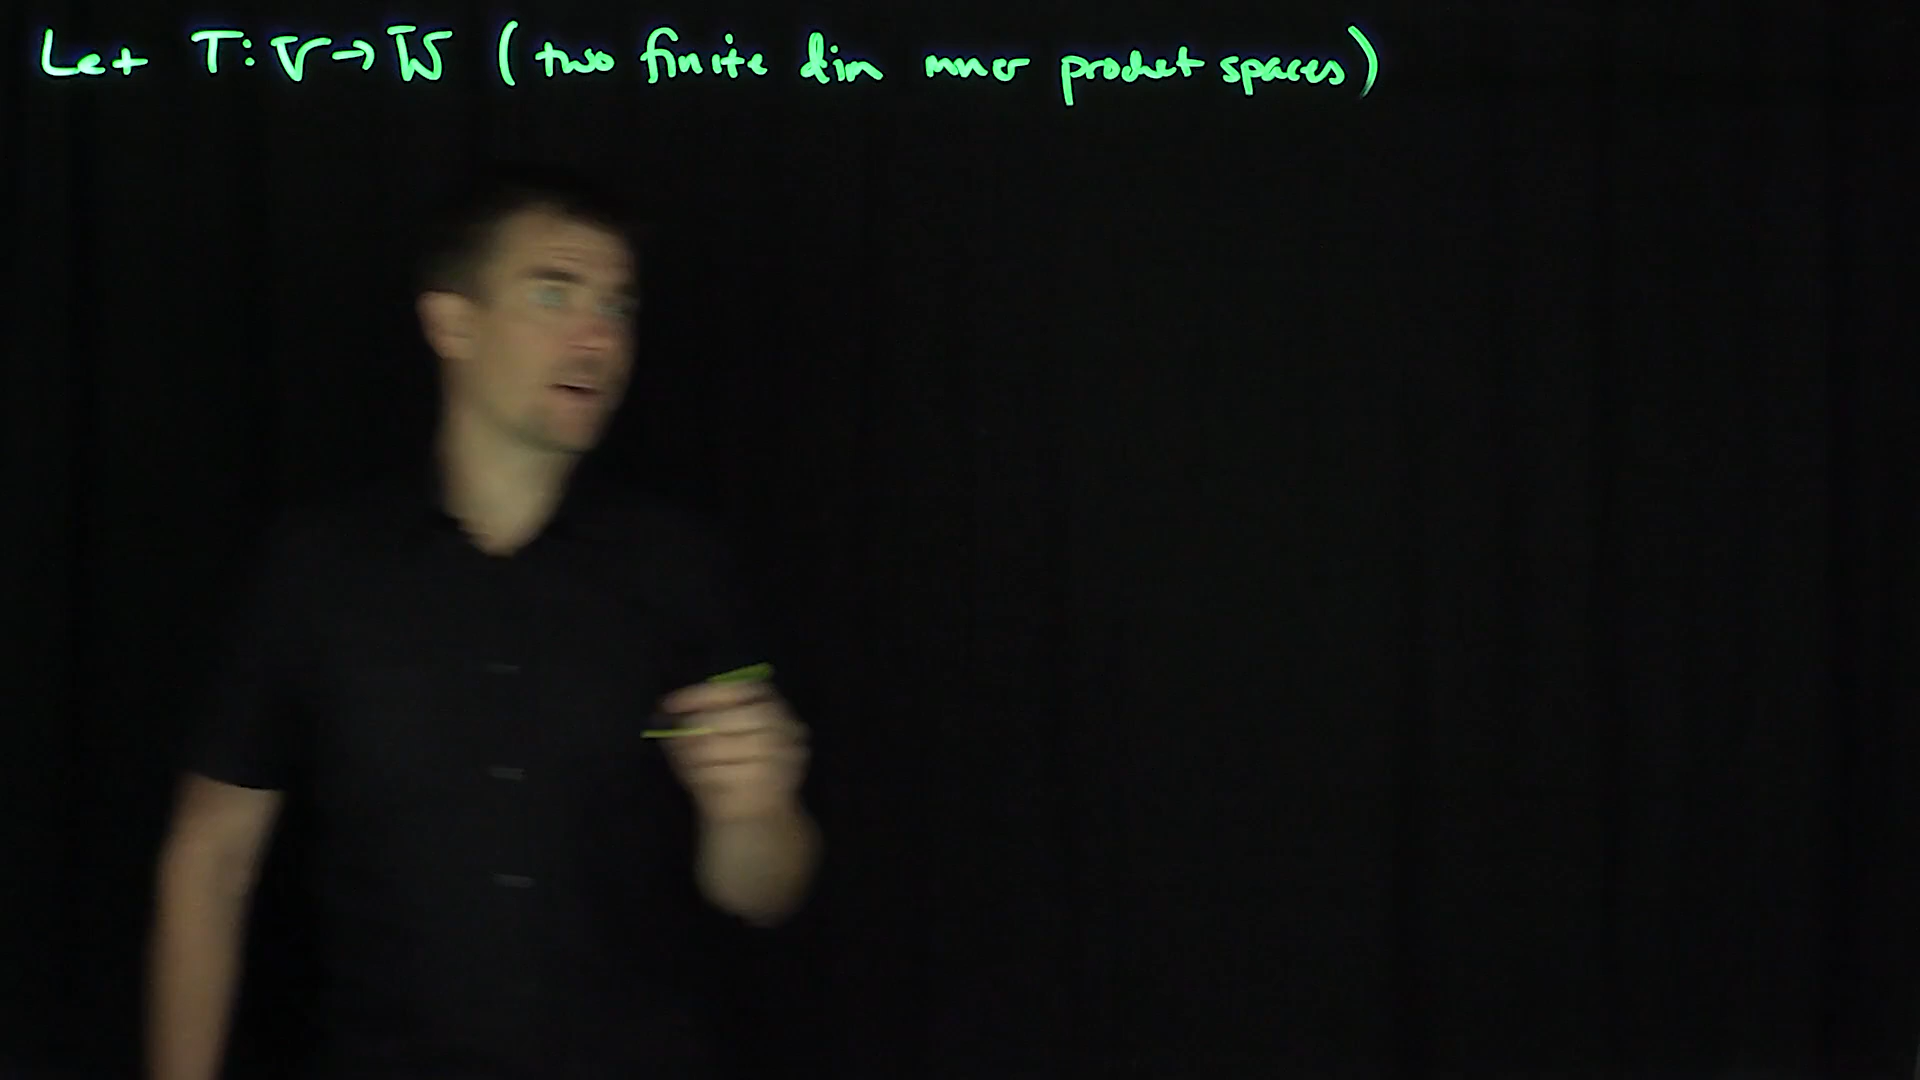 Let T: V → W (two finite dim inner product spaces)